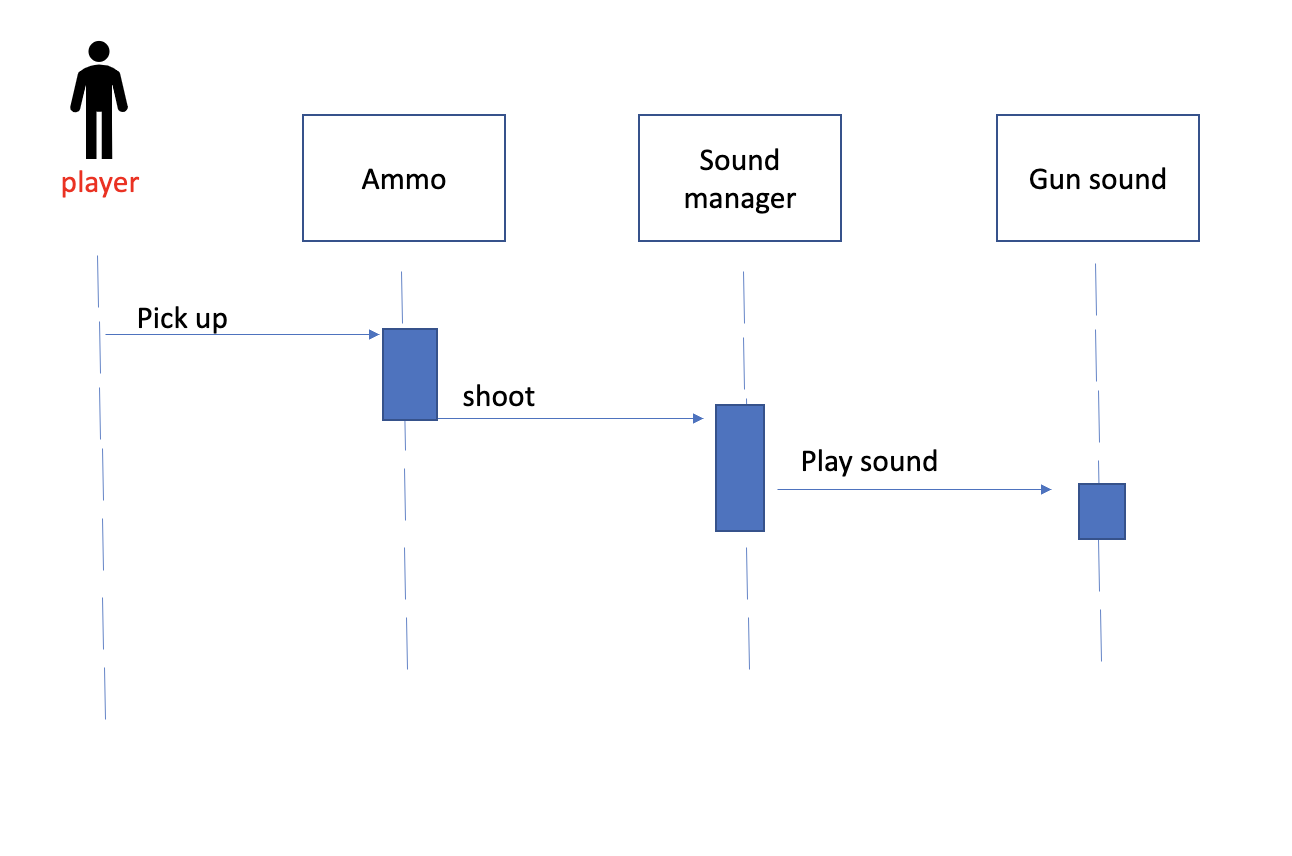 player
Ammo
Sound
manager
Gun sound
Pick up
shoot
Play sound